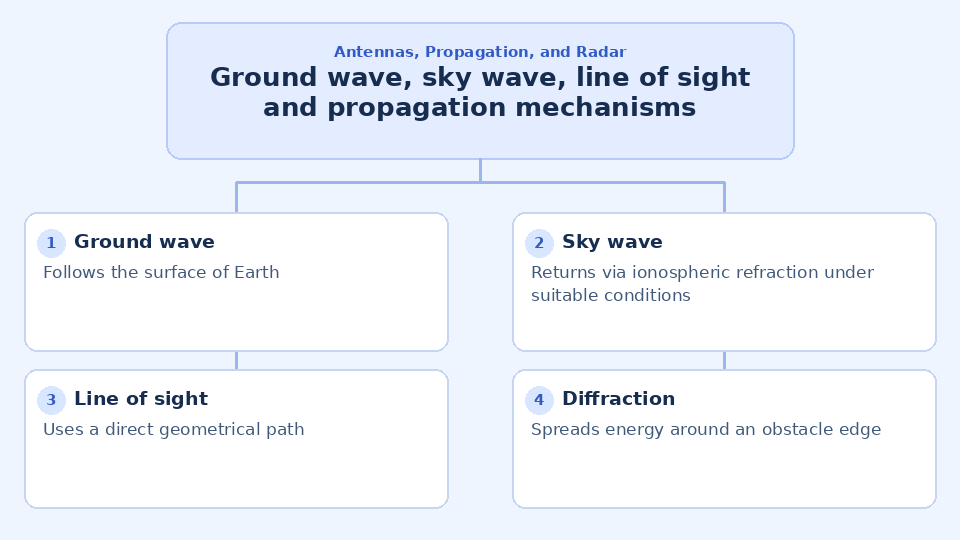 Antennas, Propagation, and Radar
Ground wave, sky wave, line of sight
and propagation mechanisms
1 Ground wave
Follows the surface of Earth
2 Sky wave
Returns via ionospheric refraction under
suitable conditions
3 Line of sight
Uses a direct geometrical path
4 Diffraction
Spreads energy around an obstacle edge